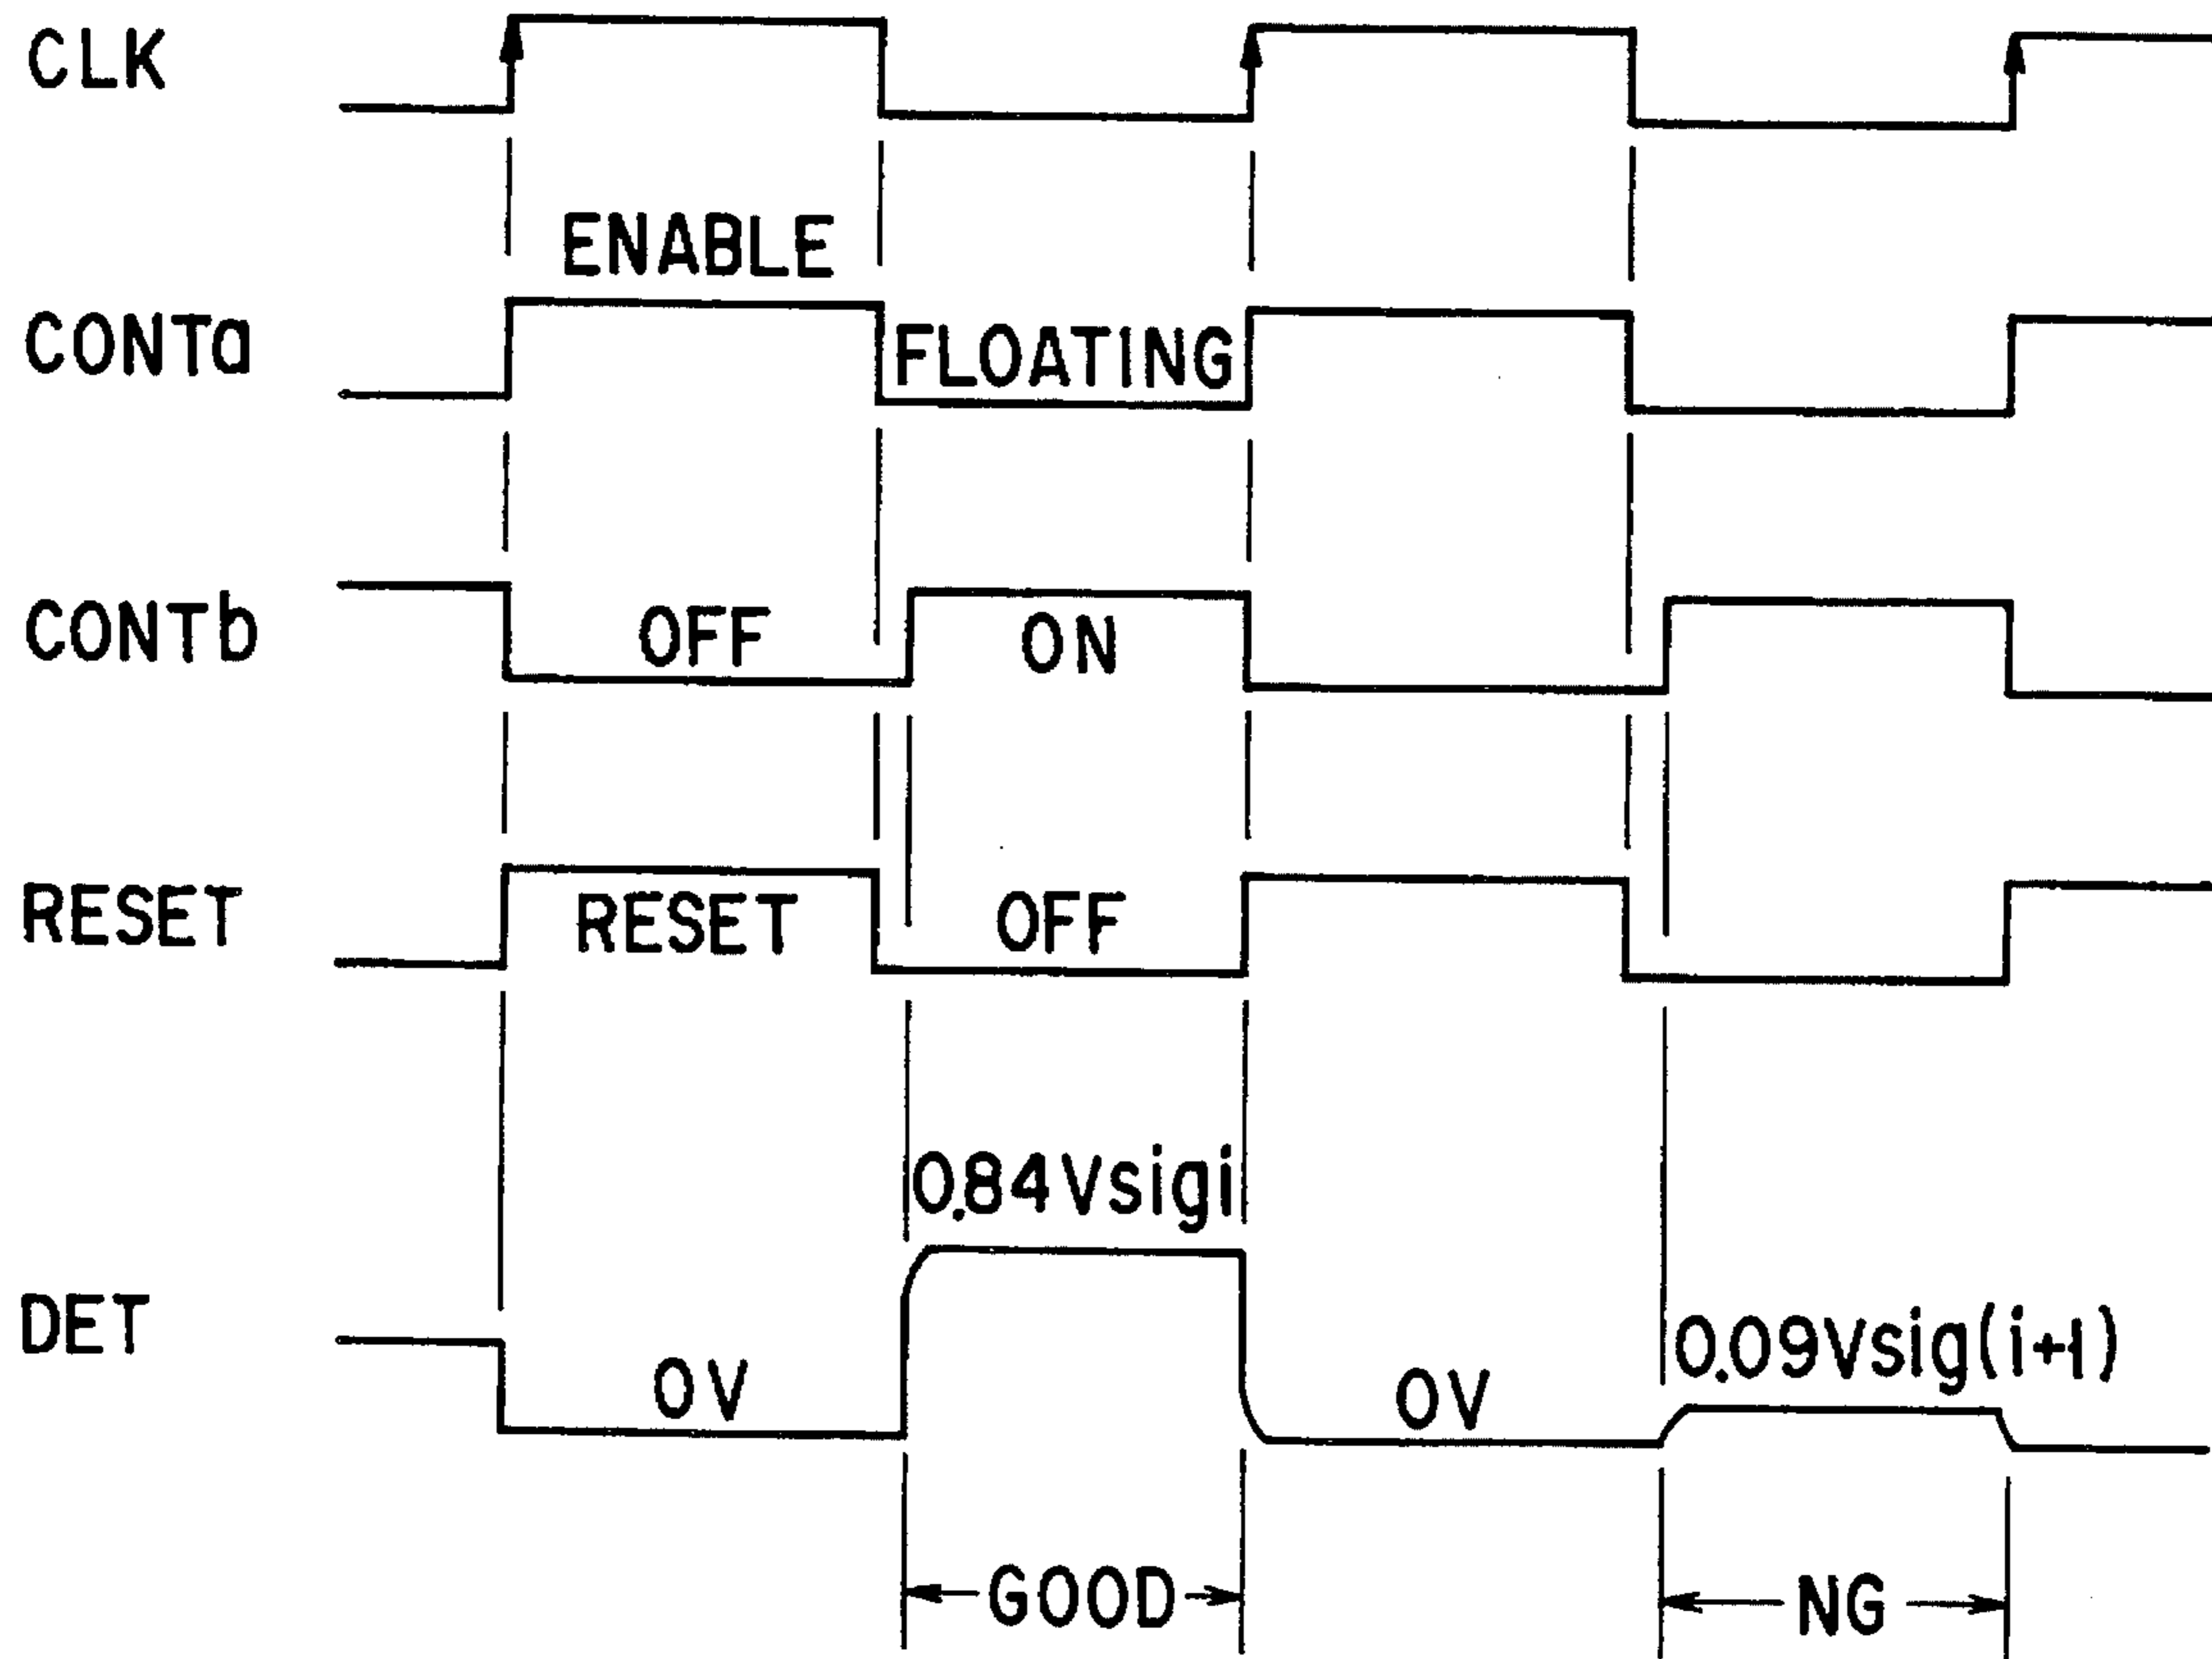 CLK
ENABLE
CONTa
FLOATING
CONTb
OFF
ON
RESET
RESET
OFF
0.84Vsigi
DET
0V
0V
0.09Vsig(i+1)
GOOD
NG